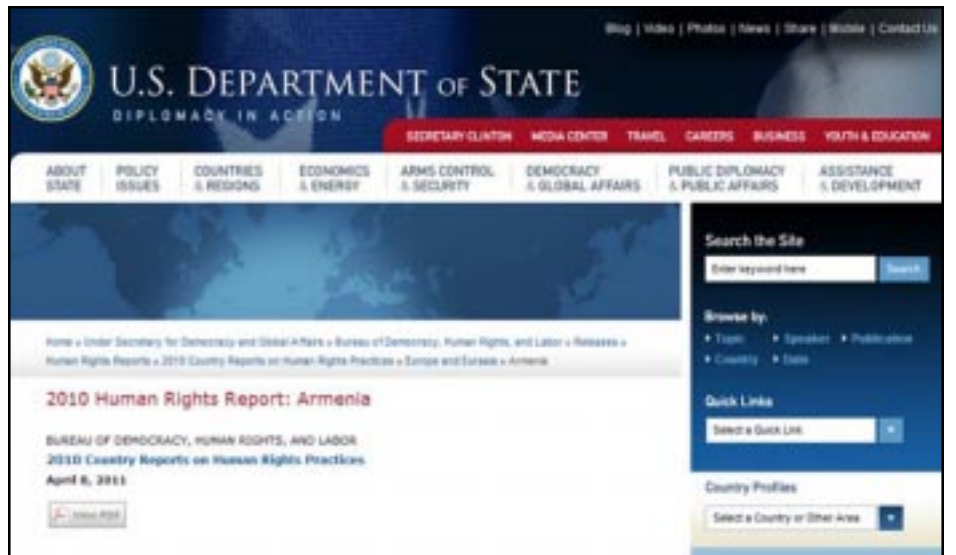 Blog | Video | Photos | News | Share | Mobile | Contact Us
U.S. DEPARTMENT OF STATE
DIPLOMACY IN ACTION
SECRETARY CLINTON MEDIA CENTER TRAVEL CAREERS BUSINESS YOUTH & EDUCATION
ABOUT STATE POLICY ISSUES COUNTRIES & REGIONS ECONOMICS & ENERGY ARMS CONTROL & SECURITY DEMOCRACY & GLOBAL AFFAIRS PUBLIC DIPLOMACY & PUBLIC AFFAIRS ASSISTANCE & DEVELOPMENT
Search the Site
Enter keyword here Search
Browse by:
Topic Speaker Publication
Country Date
Quick Links
Select a Quick Link
Country Profiles
Select a Country or Other Area
Home » Under Secretary for Democracy and Global Affairs » Bureau of Democracy, Human Rights, and Labor » Releases »
Human Rights Reports » 2010 Country Reports on Human Rights Practices » Europe and Eurasia » Armenia
2010 Human Rights Report: Armenia
BUREAU OF DEMOCRACY, HUMAN RIGHTS, AND LABOR
2010 Country Reports on Human Rights Practices
April 8, 2011
View PDF